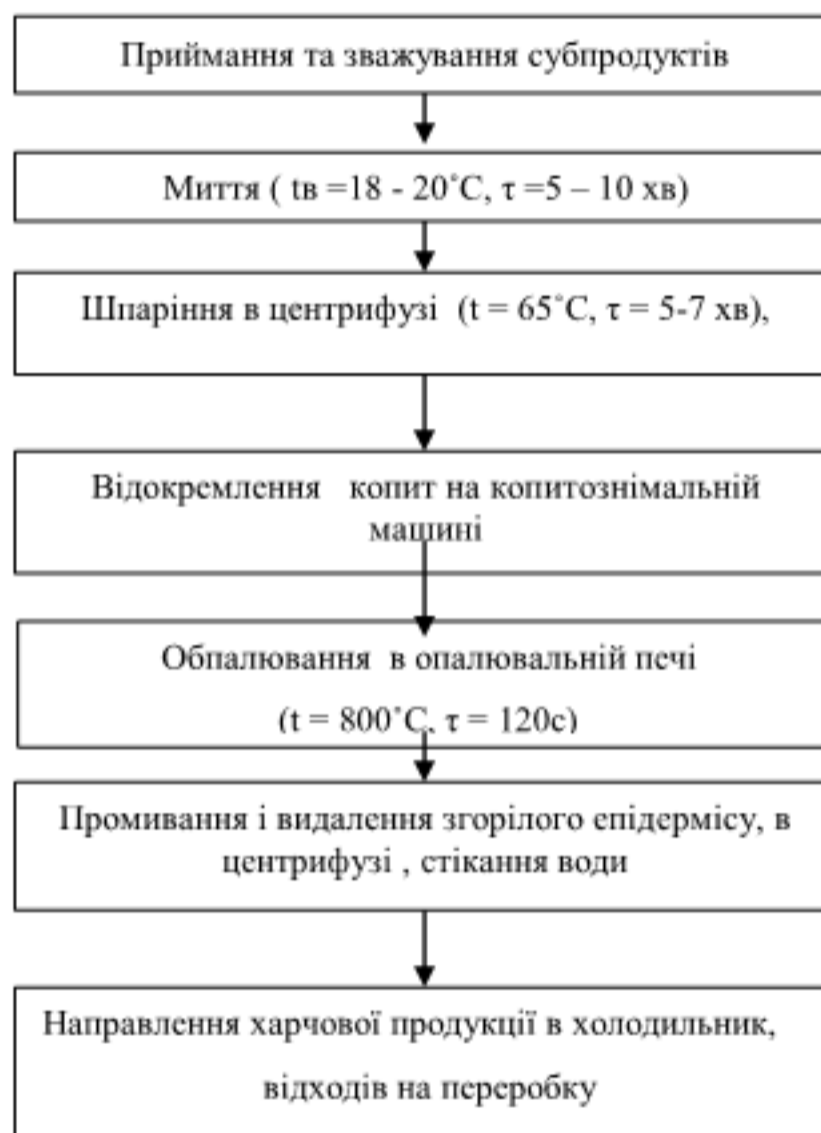 Приймання та зважування субпродуктів
Миття ( tв =18 - 20˚С, τ =5 – 10 хв)
Шпаріння в центрифузі (t = 65˚С, τ = 5-7 хв),
Відокремлення копит на копитознімальній
машині
Обпалювання в опалювальній печі
(t = 800˚С, τ = 120с)
Промивання і видалення згорілого епідермісу, в
центрифузі , стікання води
Направлення харчової продукції в холодильник,
відходів на переробку